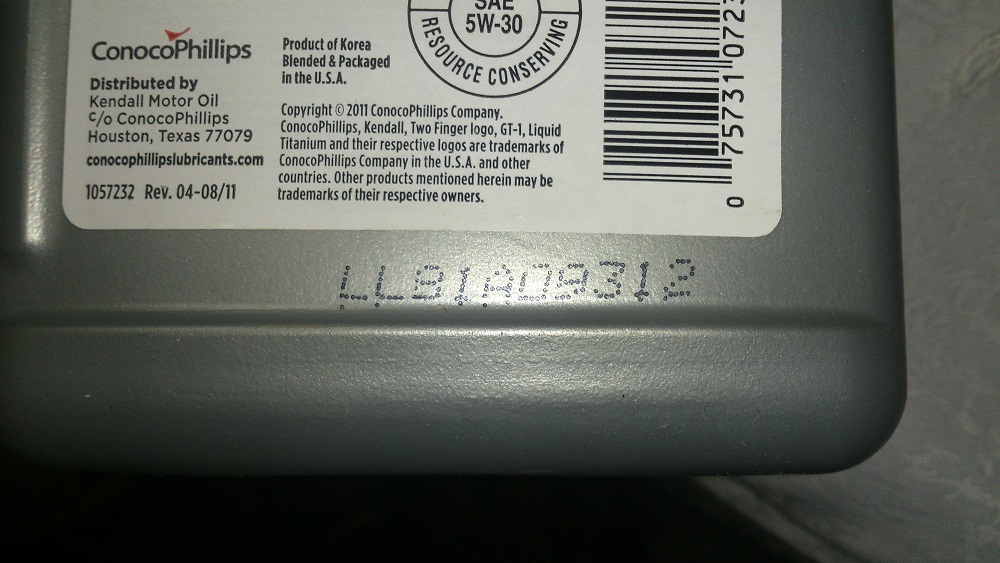 ConocoPhillips
Distributed by
Kendall Motor Oil
c/o ConocoPhillips
Houston, Texas 77079
conocophillipslubricants.com
1057232 Rev. 04-08/11
Product of Korea
Blended & Packaged
in the U.S.A.
Copyright © 2011 ConocoPhillips Company.
ConocoPhillips, Kendall, Two Finger logo, GT-1, Liquid
Titanium and their respective logos are trademarks of
ConocoPhillips Company in the U.S.A. and other
countries. Other products mentioned herein may be
trademarks of their respective owners.
SAE
5W-30
RESOURCE CONSERVING
0 75731 0723